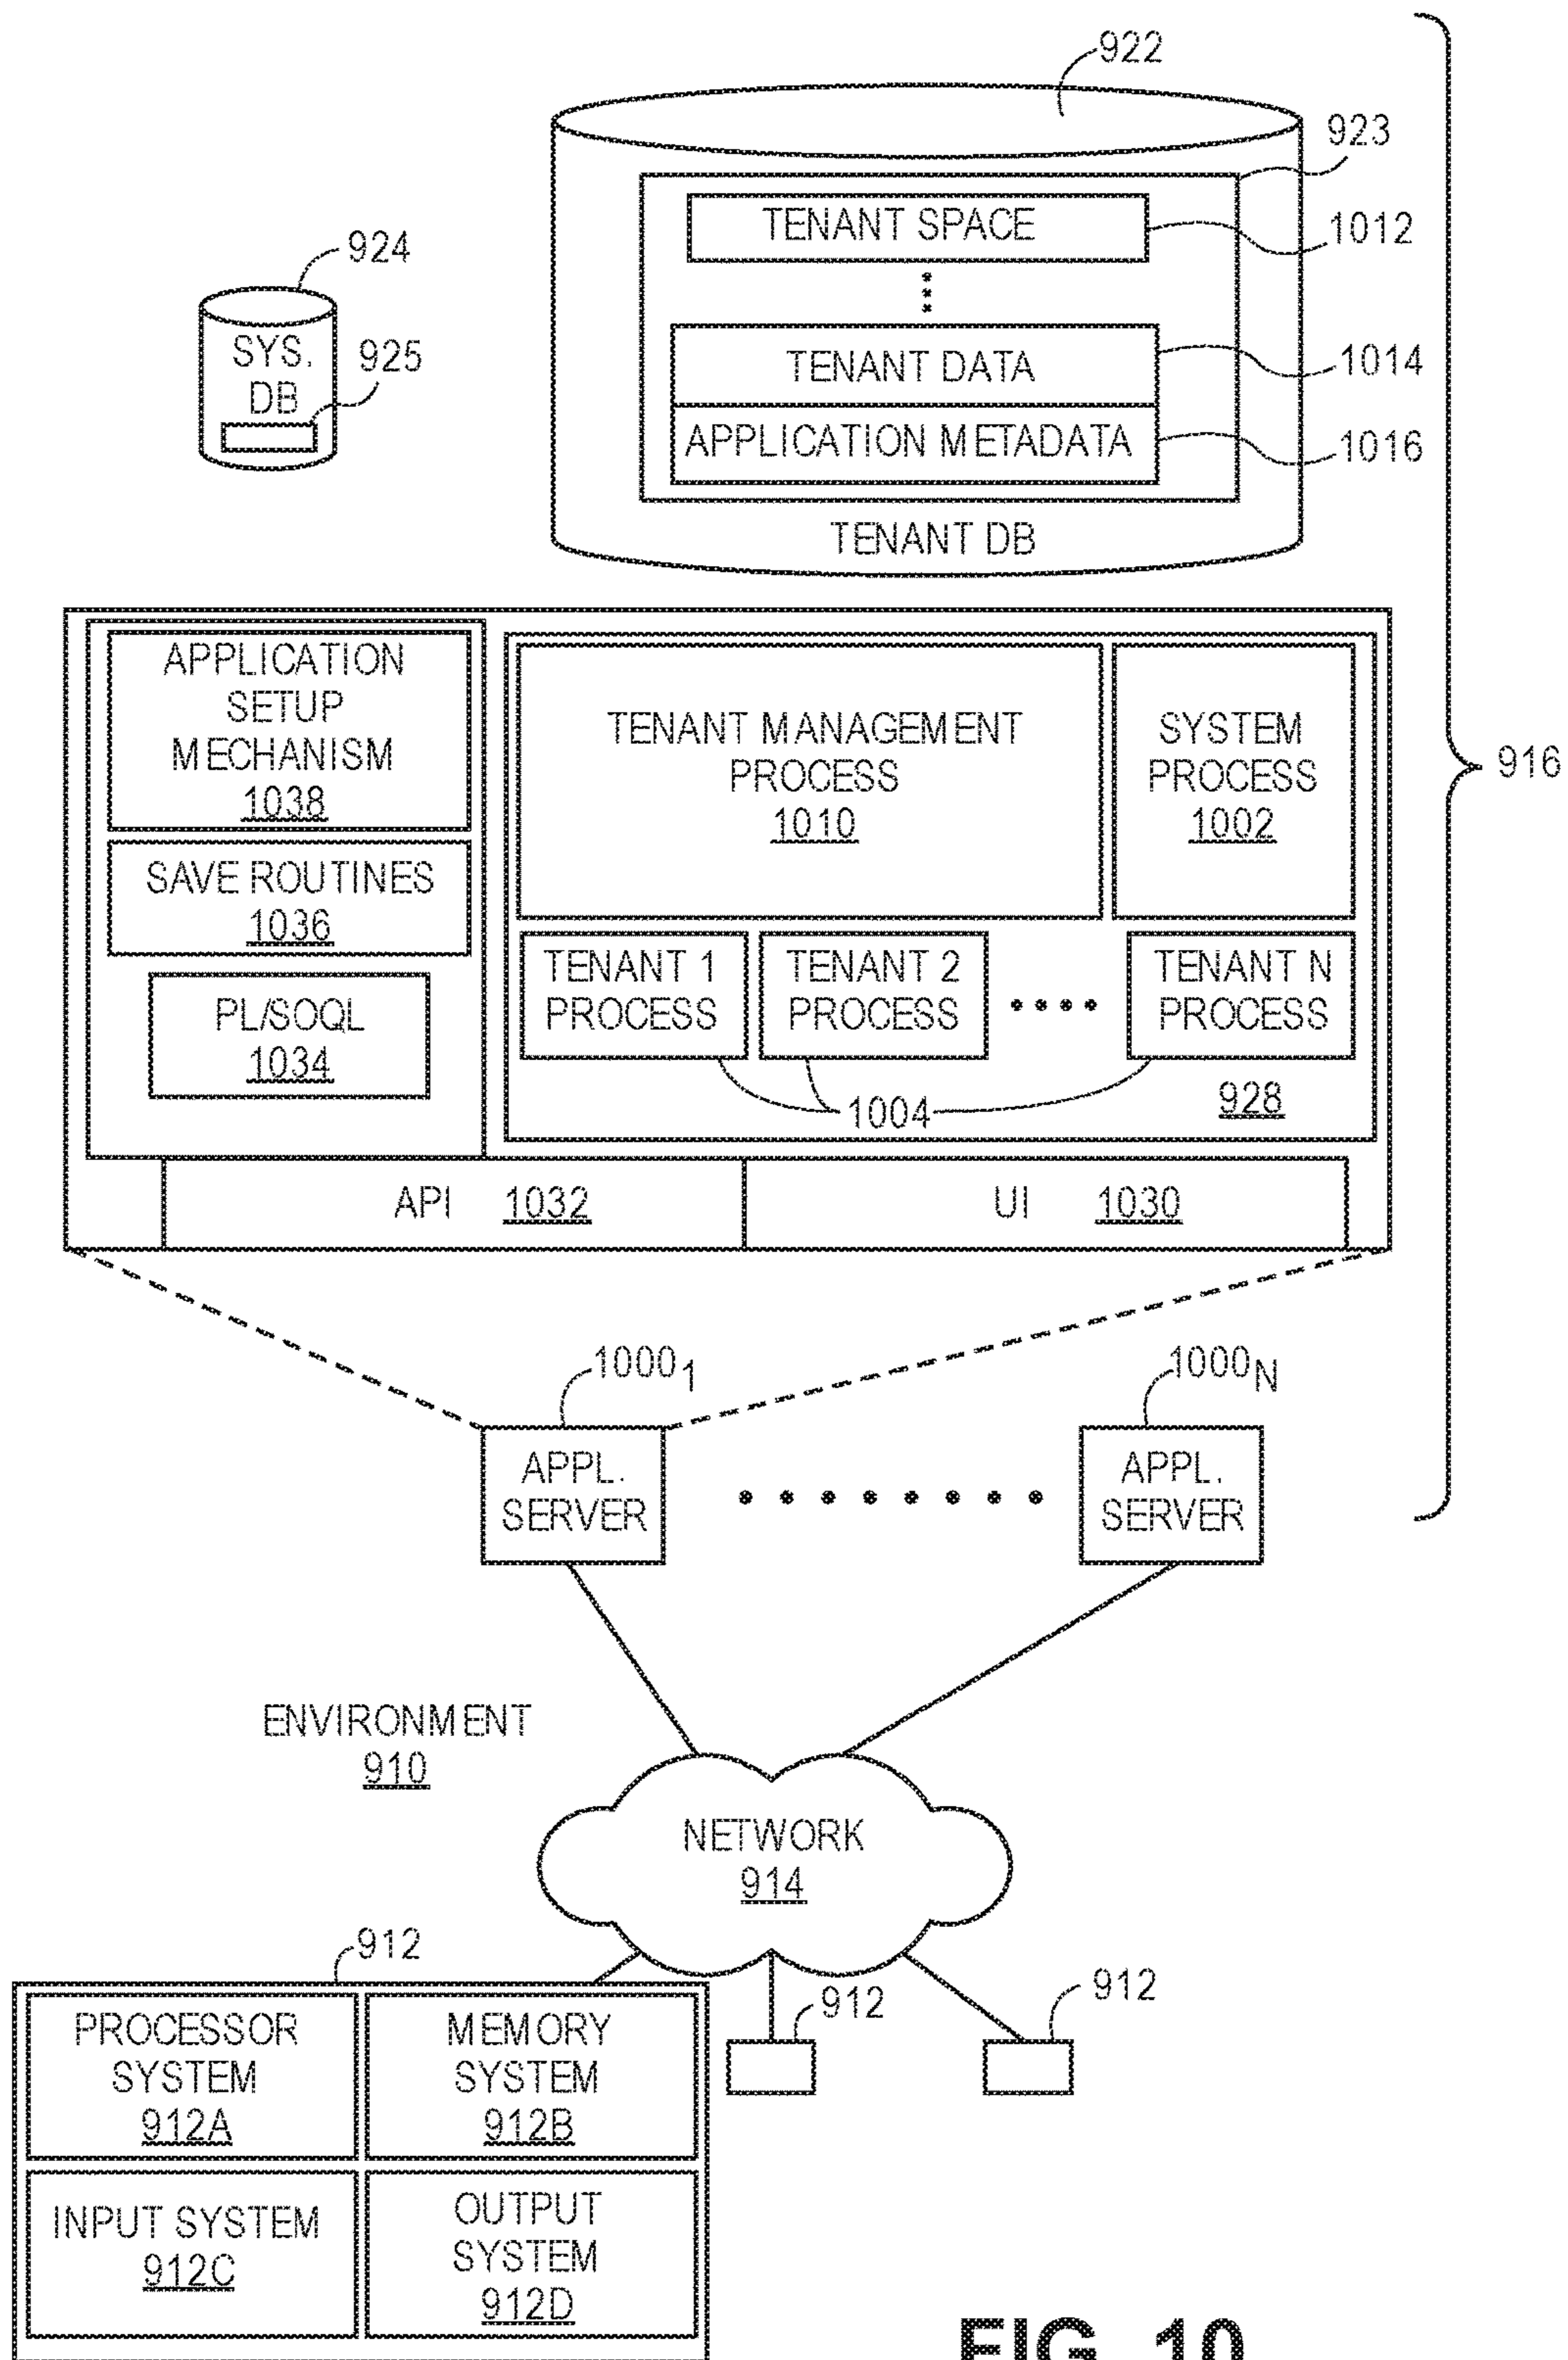 922
923
TENANT SPACE
1012
924
SYS.
DB
925
TENANT DATA
1014
APPLICATION METADATA
1016
TENANT DB
916
APPLICATION
SETUP
MECHANISM
1038
SAVE ROUTINES
1036
PL/SOQL
1034
TENANT MANAGEMENT
PROCESS
1010
SYSTEM
PROCESS
1002
TENANT 1
PROCESS
TENANT 2
PROCESS
TENANT N
PROCESS
1004
928
API 1032
UI 1030
1000₁
1000N
APPL.
SERVER
APPL.
SERVER
ENVIRONMENT
910
NETWORK
914
912
PROCESSOR
SYSTEM
912A
MEMORY
SYSTEM
912B
INPUT SYSTEM
912C
OUTPUT
SYSTEM
912D
912
912
FIG. 10